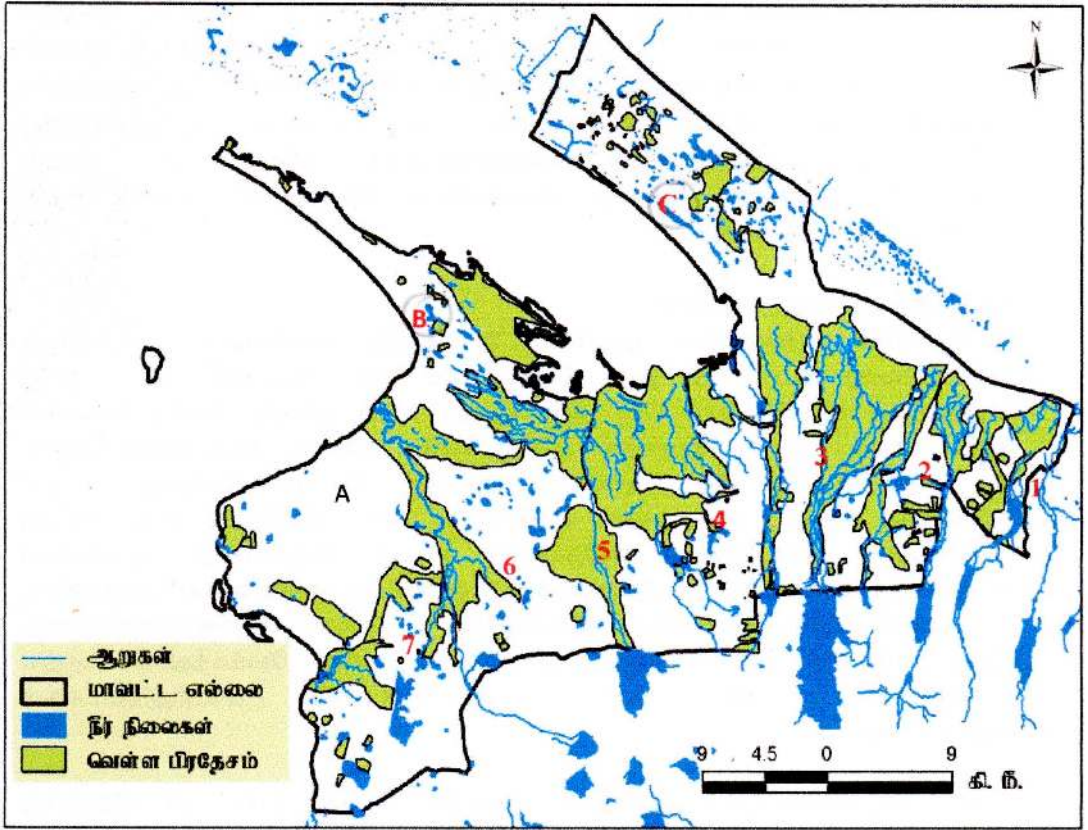 N
C
B
A
3
2
1
4
5
6
7
ஆறுகள்
மாவட்ட எல்லை
நீர் நிலைகள்
வெள்ள பிரதேசம்
9 4.5 0 9
கி. மீ.